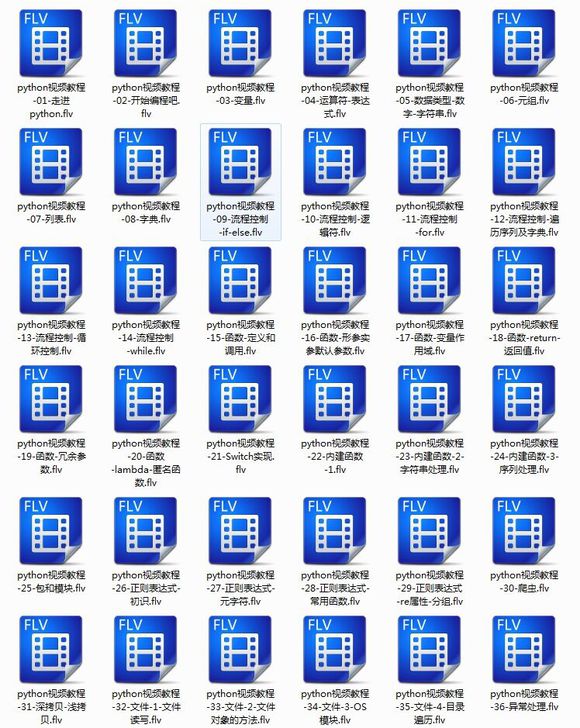 FLV FLV FLV FLV FLV FLV
python视频教程 python视频教程 python视频教程 python视频教程 python视频教程 python视频教程
-01-走进 -02-开始编程吧. -03-变量.flv -04-运算符-表达 -05-数据类型-数 -06-元组.flv
python.flv flv 式.flv 字-字符串.flv
FLV FLV FLV FLV FLV FLV
python视频教程 python视频教程 python视频教程 python视频教程 python视频教程 python视频教程
-07-列表.flv -08-字典.flv -09-流程控制 -10-流程控制-逻 -11-流程控制 -12-流程控制-遍
-if-else.flv 辑符.flv -for.flv 历序列及字典.flv
FLV FLV FLV FLV FLV FLV
python视频教程 python视频教程 python视频教程 python视频教程 python视频教程 python视频教程
-13-流程控制-循 -14-流程控制 -15-函数-定义和 -16-函数-形参实 -17-函数-变量作 -18-函数-return-
环控制.flv -while.flv 调用.flv 参默认参数.flv 用域.flv 返回值.flv
FLV FLV FLV FLV FLV FLV
python视频教程 python视频教程 python视频教程 python视频教程 python视频教程 python视频教程
-19-函数-冗余参 -20-函数 -21-Switch实现. -22-内建函数 -23-内建函数-2- -24-内建函数-3-
数.flv -lambda-匿名函 flv -1.flv 字符串处理.flv 序列处理.flv
数.flv
FLV FLV FLV FLV FLV FLV
python视频教程 python视频教程 python视频教程 python视频教程 python视频教程 python视频教程
-25-包和模块.flv -26-正则表达式- -27-正则表达式- -28-正则表达式- -29-正则表达式 -30-爬虫.flv
初识.flv 元字符.flv 常用函数.flv -re属性-分组.flv
FLV FLV FLV FLV FLV FLV
python视频教程 python视频教程 python视频教程 python视频教程 python视频教程 python视频教程
-31-深拷贝-浅拷 -32-文件-1-文件 -33-文件-2-文件 -34-文件-3-OS -35-文件-4-目录 -36-异常处理.flv
贝.flv 读写.flv 对象的方法.flv 模块.flv 遍历.flv